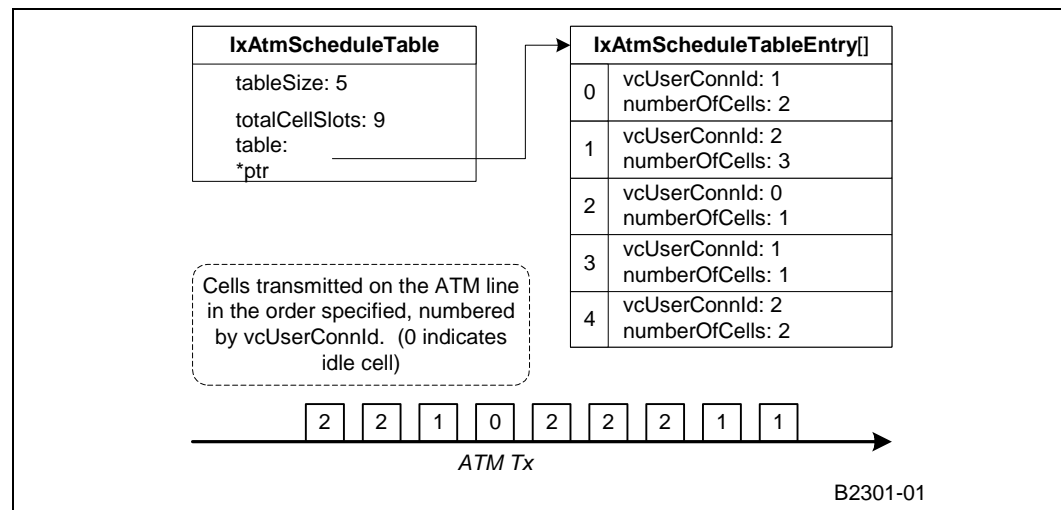 IxAtmScheduleTable
tableSize: 5
totalCellSlots: 9
table:
*ptr
IxAtmScheduleTableEntry[]
0
vcUserConnId: 1
numberOfCells: 2
1
vcUserConnId: 2
numberOfCells: 3
2
vcUserConnId: 0
numberOfCells: 1
3
vcUserConnId: 1
numberOfCells: 1
4
vcUserConnId: 2
numberOfCells: 2
Cells transmitted on the ATM line
in the order specified, numbered
by vcUserConnId. (0 indicates
idle cell)
2 2 1 0 2 2 2 1 1
ATM Tx
B2301-01